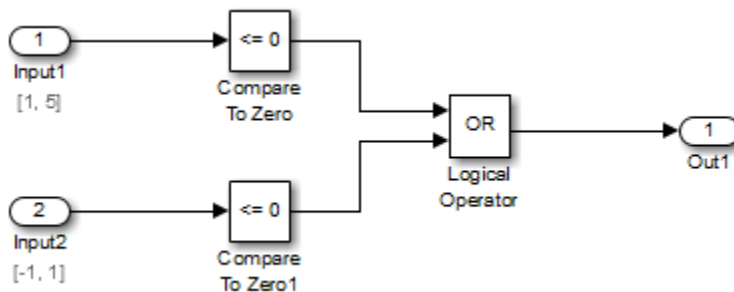 1
Input1
[1, 5]
<= 0
Compare
To Zero
OR
Logical
Operator
1
Out1
2
Input2
[-1, 1]
<= 0
Compare
To Zero1